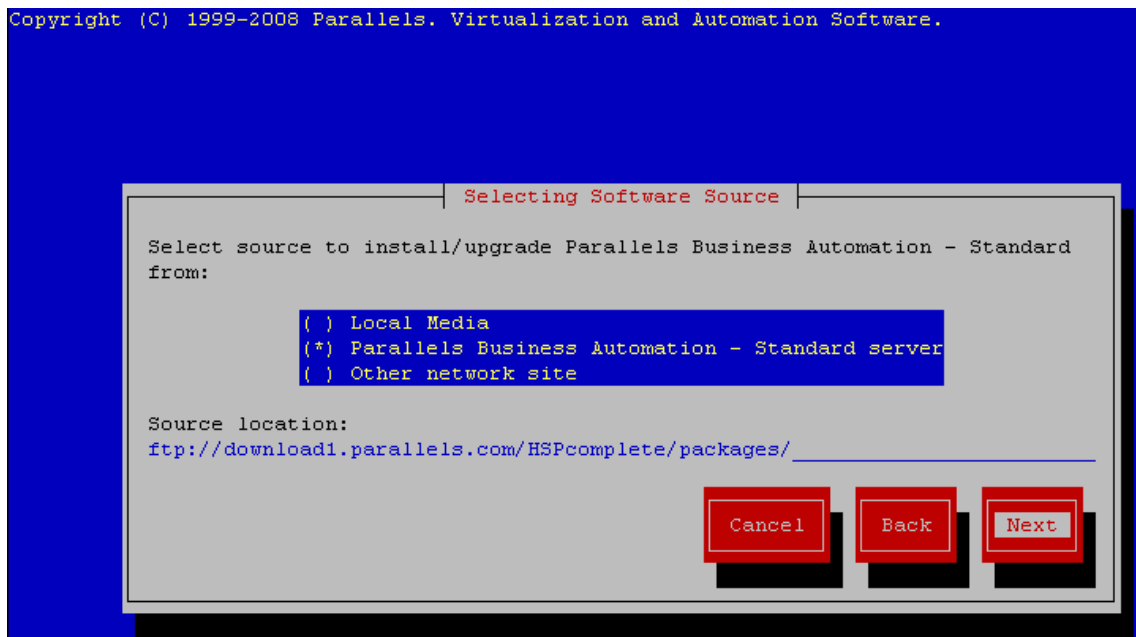 Copyright (C) 1999-2008 Parallels. Virtualization and Automation Software.
Selecting Software Source
Select source to install/upgrade Parallels Business Automation - Standard
from:
( ) Local Media
(*) Parallels Business Automation - Standard server
( ) Other network site
Source location:
ftp://download1.parallels.com/HSPcomplete/packages/
Cancel Back Next